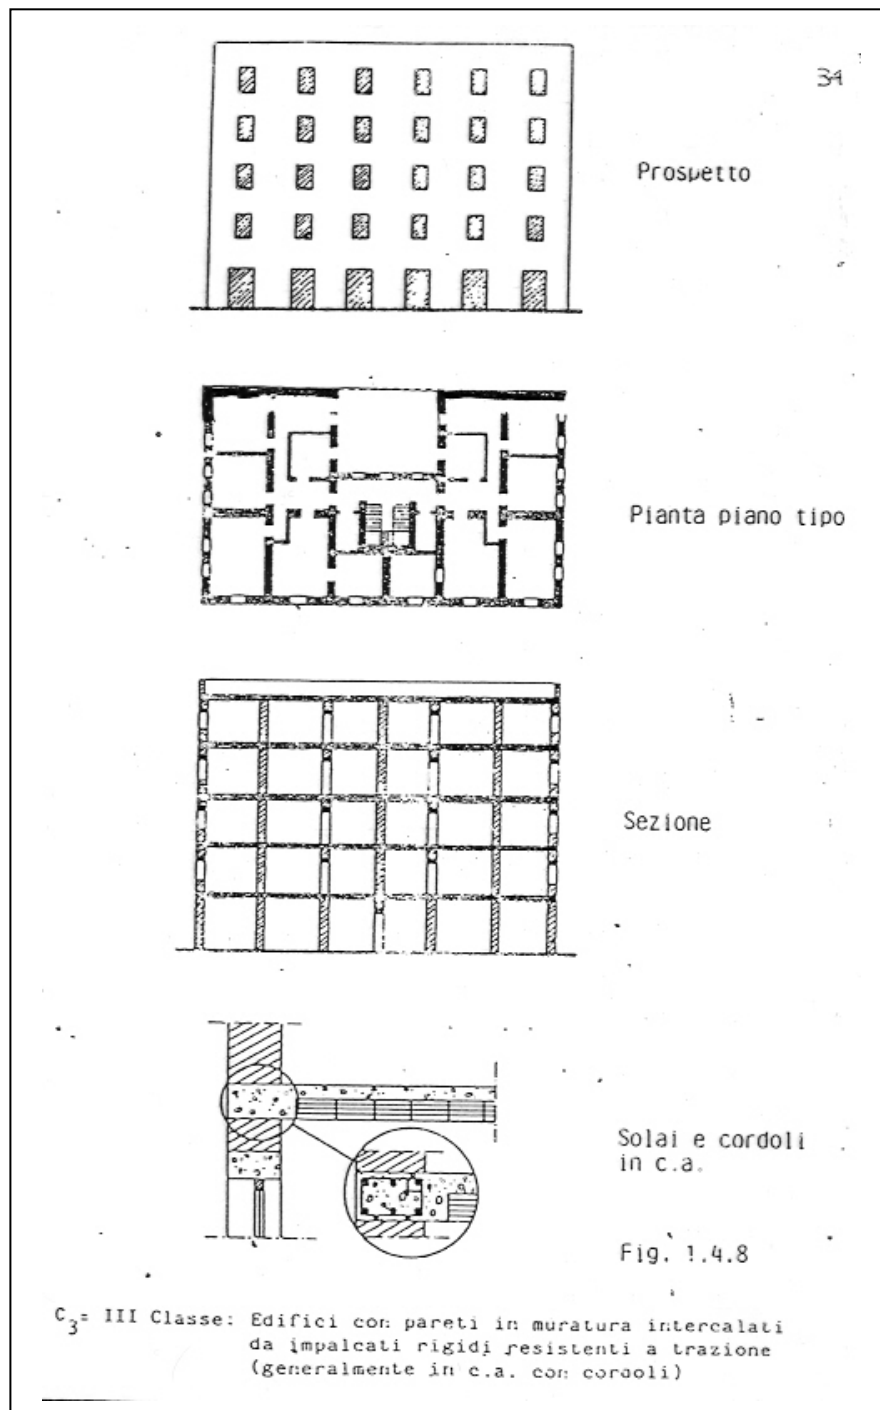 34
Prospetto
Pianta piano tipo
Sezione
Solai e cordoli
in c.a.
Fig. 1.4.8
C3= III Classe: Edifici con pareti in muratura intercalati
da impalcati rigidi resistenti a trazione
(generalmente in c.a. con cordoli)